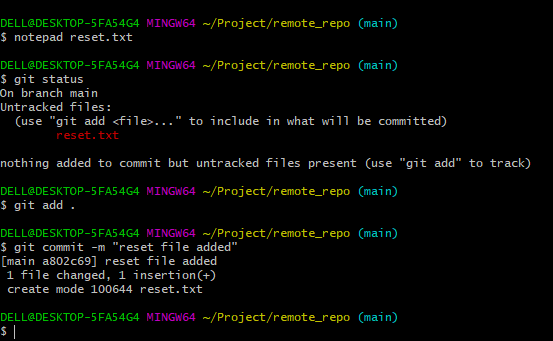 DELL@DESKTOP-5FA54G4 MINGW64 ~/Project/remote_repo (main)
$ notepad reset.txt
DELL@DESKTOP-5FA54G4 MINGW64 ~/Project/remote_repo (main)
$ git status
On branch main
Untracked files:
  (use "git add <file>..." to include in what will be committed)
        reset.txt
nothing added to commit but untracked files present (use "git add" to track)
DELL@DESKTOP-5FA54G4 MINGW64 ~/Project/remote_repo (main)
$ git add .
DELL@DESKTOP-5FA54G4 MINGW64 ~/Project/remote_repo (main)
$ git commit -m "reset file added"
[main a802c69] reset file added
 1 file changed, 1 insertion(+)
 create mode 100644 reset.txt
DELL@DESKTOP-5FA54G4 MINGW64 ~/Project/remote_repo (main)
$